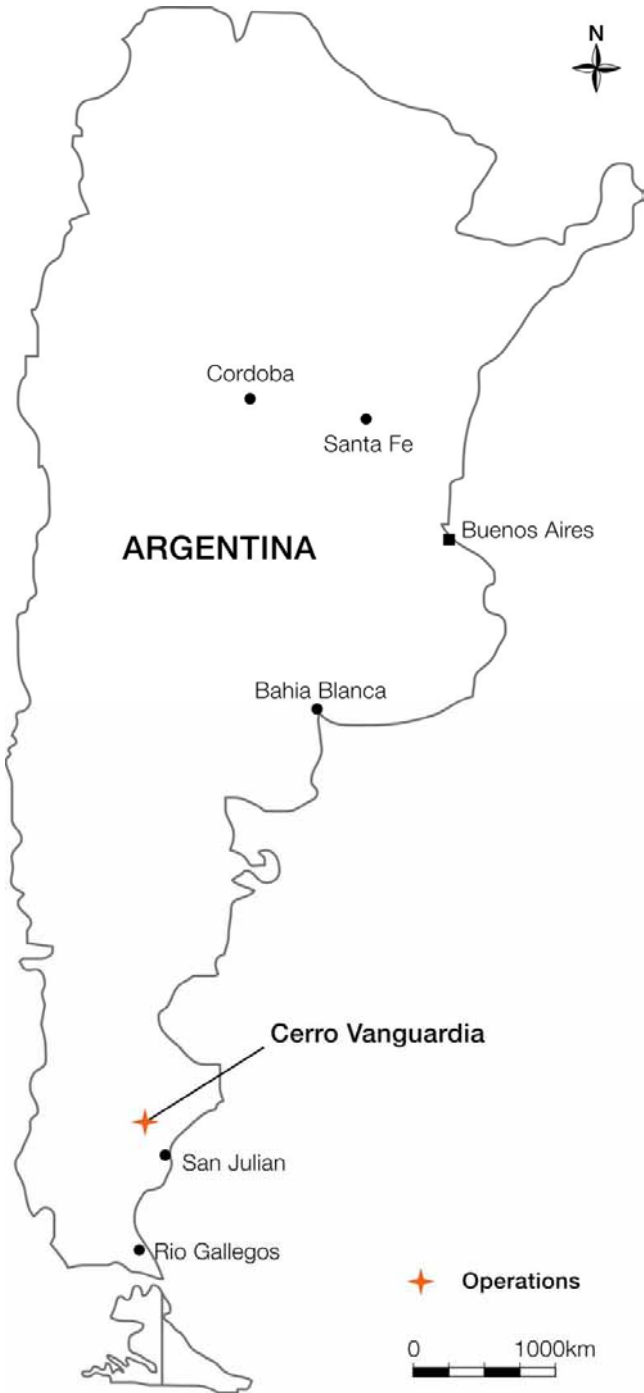 N
Cordoba
Santa Fe
Buenos Aires
ARGENTINA
Bahia Blanca
Cerro Vanguardia
San Julian
Rio Gallegos
Operations
0 1000km